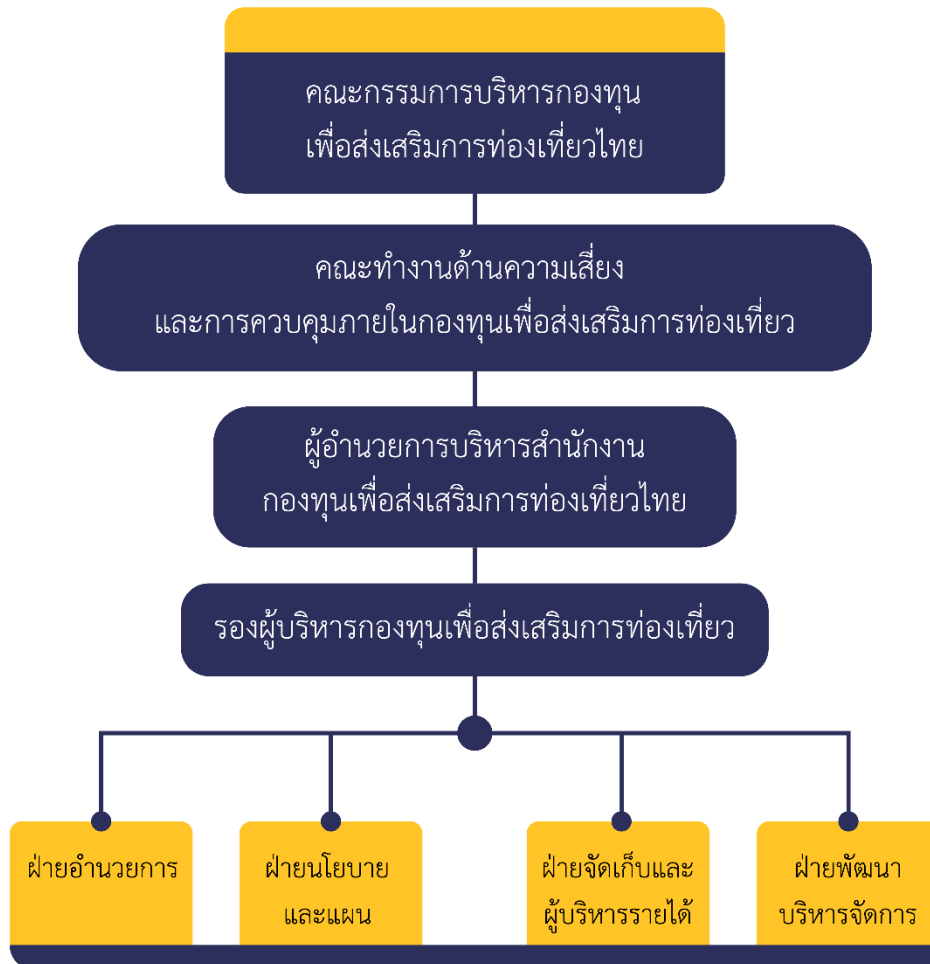 คณะกรรมการบริหารกองทุน
เพื่อส่งเสริมการท่องเที่ยวไทย
คณะทำงานด้านความเสี่ยง
และการควบคุมภายในกองทุนเพื่อส่งเสริมการท่องเที่ยว
ผู้อำนวยการบริหารสำนักงาน
กองทุนเพื่อส่งเสริมการท่องเที่ยวไทย
รองผู้บริหารกองทุนเพื่อส่งเสริมการท่องเที่ยว
ฝ่ายอำนวยการ
ฝ่ายนโยบาย
และแผน
ฝ่ายจัดเก็บและ
ผู้บริหารรายได้
ฝ่ายพัฒนา
บริหารจัดการ